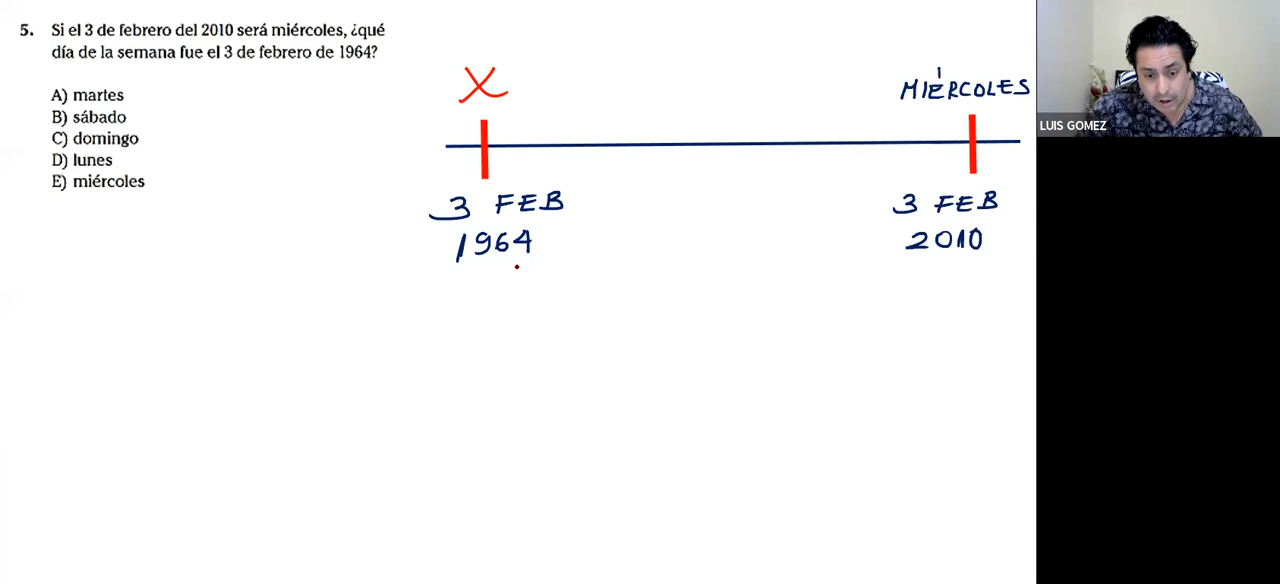 5. Si el 3 de febrero del 2010 será miércoles, ¿qué
día de la semana fue el 3 de febrero de 1964?
A) martes
B) sábado
C) domingo
D) lunes
E) miércoles
X
MIÉRCOLES
3 FEB
1964
3 FEB
2010
LUIS GOMEZ